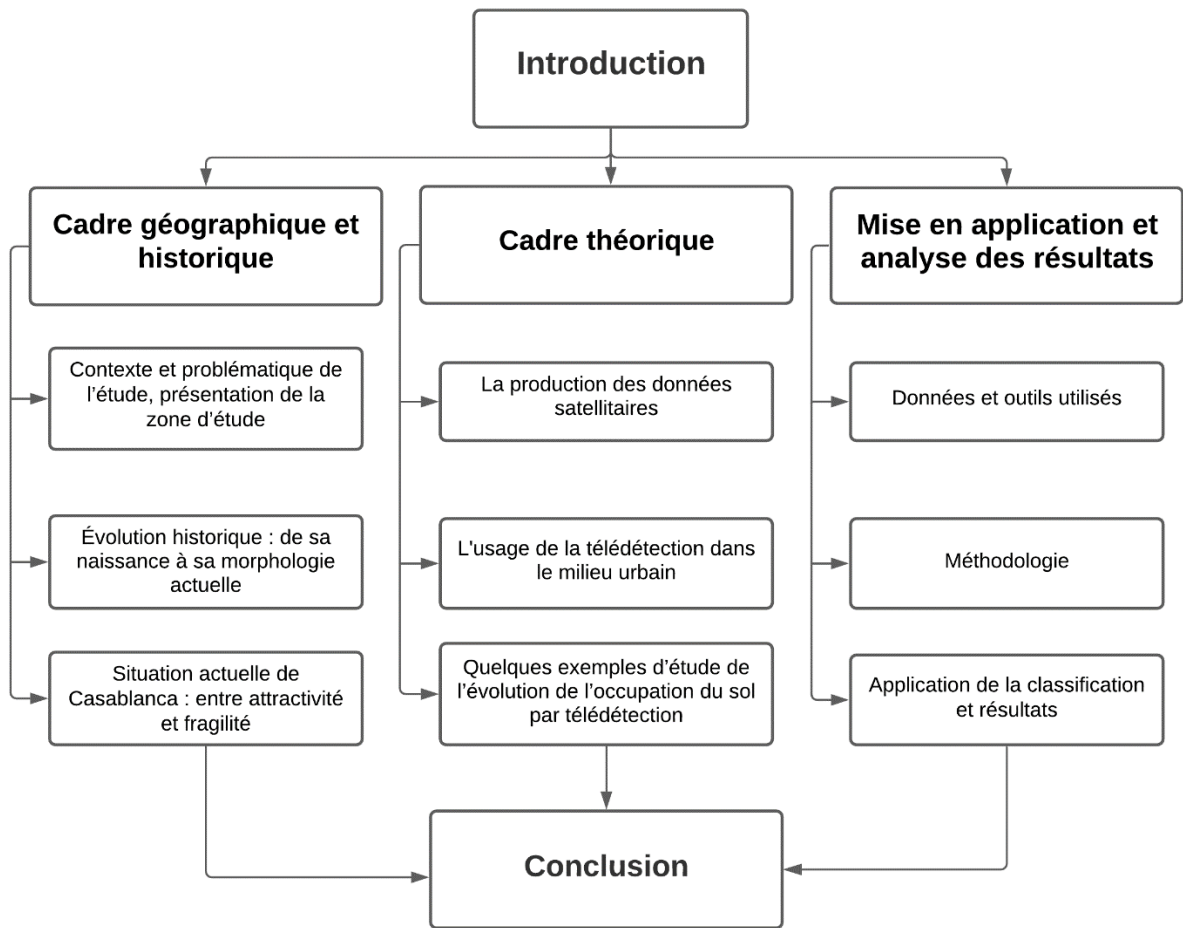 Introduction
Cadre géographique et
historique
Contexte et problématique de
l’étude, présentation de la
zone d’étude
Évolution historique : de sa
naissance à sa morphologie
actuelle
Situation actuelle de
Casablanca : entre attractivité
et fragilité
Cadre théorique
La production des données
satellitaires
L'usage de la télédétection dans
le milieu urbain
Quelques exemples d’étude de
l’évolution de l’occupation du sol
par télédétection
Mise en application et
analyse des résultats
Données et outils utilisés
Méthodologie
Application de la classification
et résultats
Conclusion